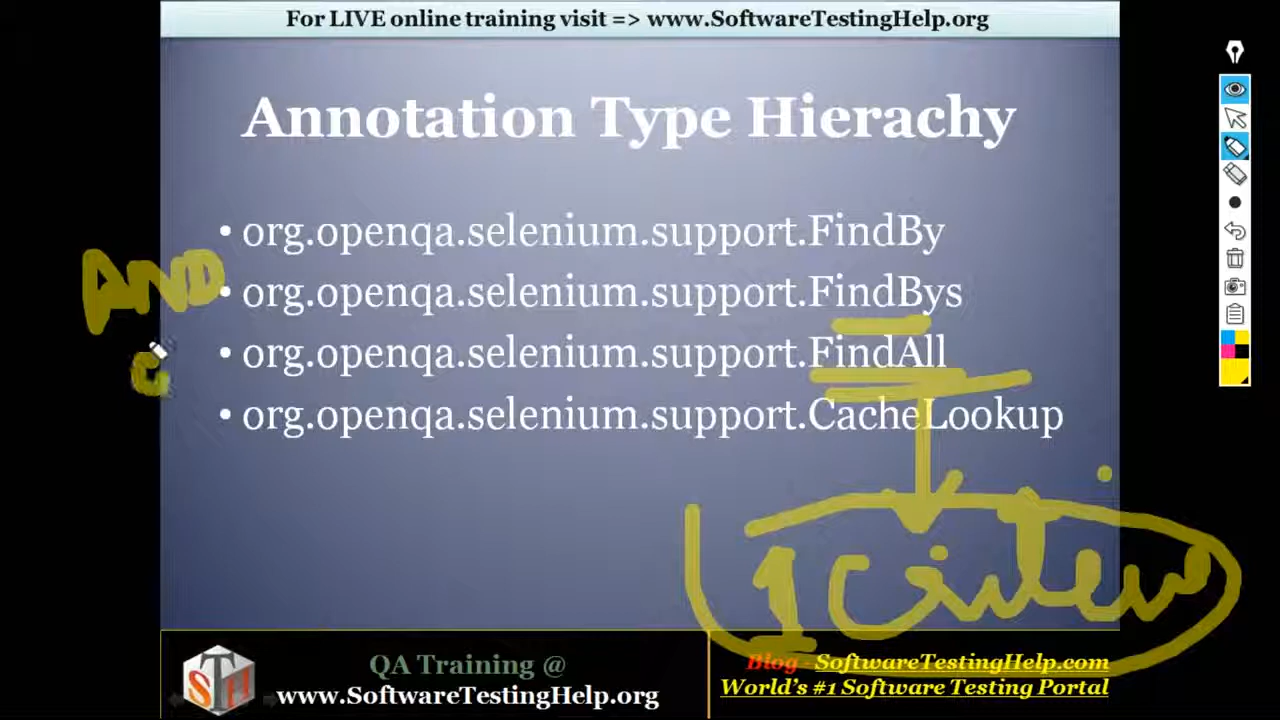 For LIVE online training visit => www.SoftwareTestingHelp.org
Annotation Type Hierachy
• org.openqa.selenium.support.FindBy
AND
• org.openqa.selenium.support.FindBys
• org.openqa.selenium.support.FindAll
• org.openqa.selenium.support.CacheLookup
1
STH
QA Training @
www.SoftwareTestingHelp.org
Blog - SoftwareTestingHelp.com
World's #1 Software Testing Portal